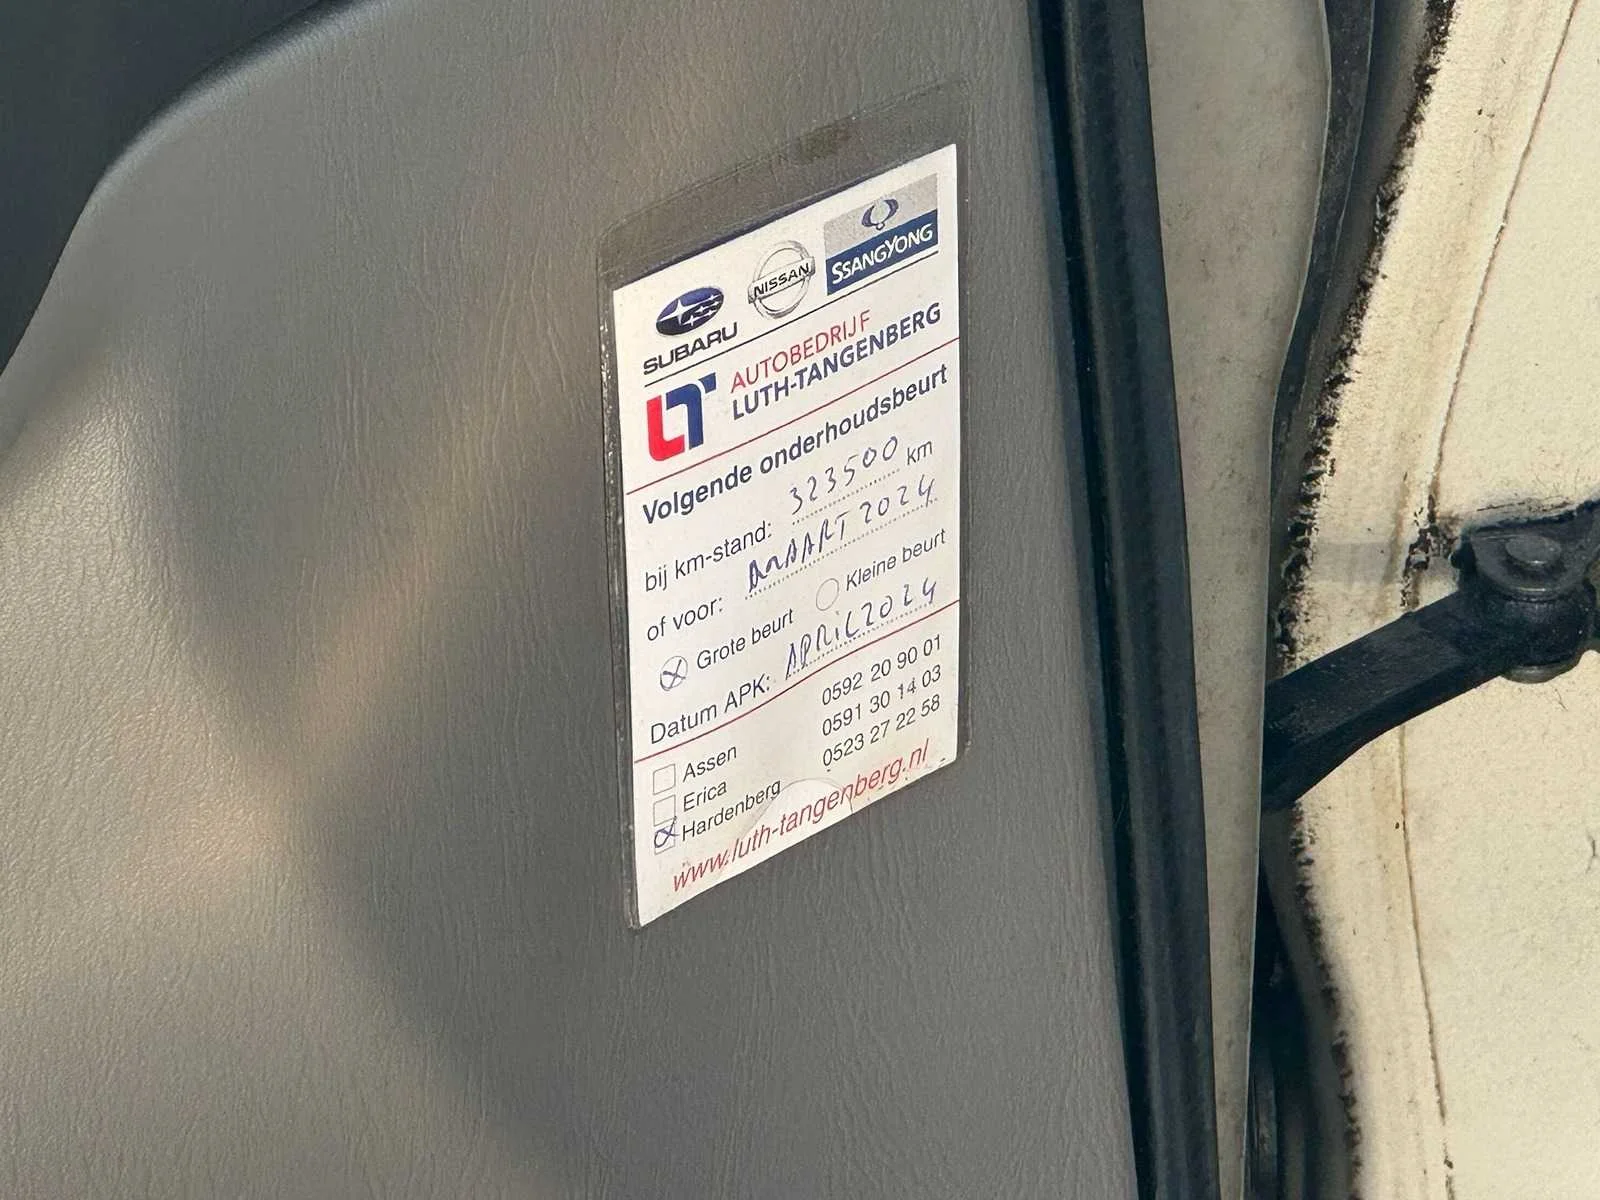 SUBARU NISSAN SSANGYONG
AUTOBEDRIJF
LUTH-TANGENBERG
Volgende onderhoudsbeurt
bij km-stand: 323500 km
of voor: MAART 2024
Grote beurt Kleine beurt
Datum APK: APRIL 2024
Assen 0592 20 90 01
Erica 0591 30 14 03
Hardenberg 0523 27 22 58
www.luth-tangenberg.nl